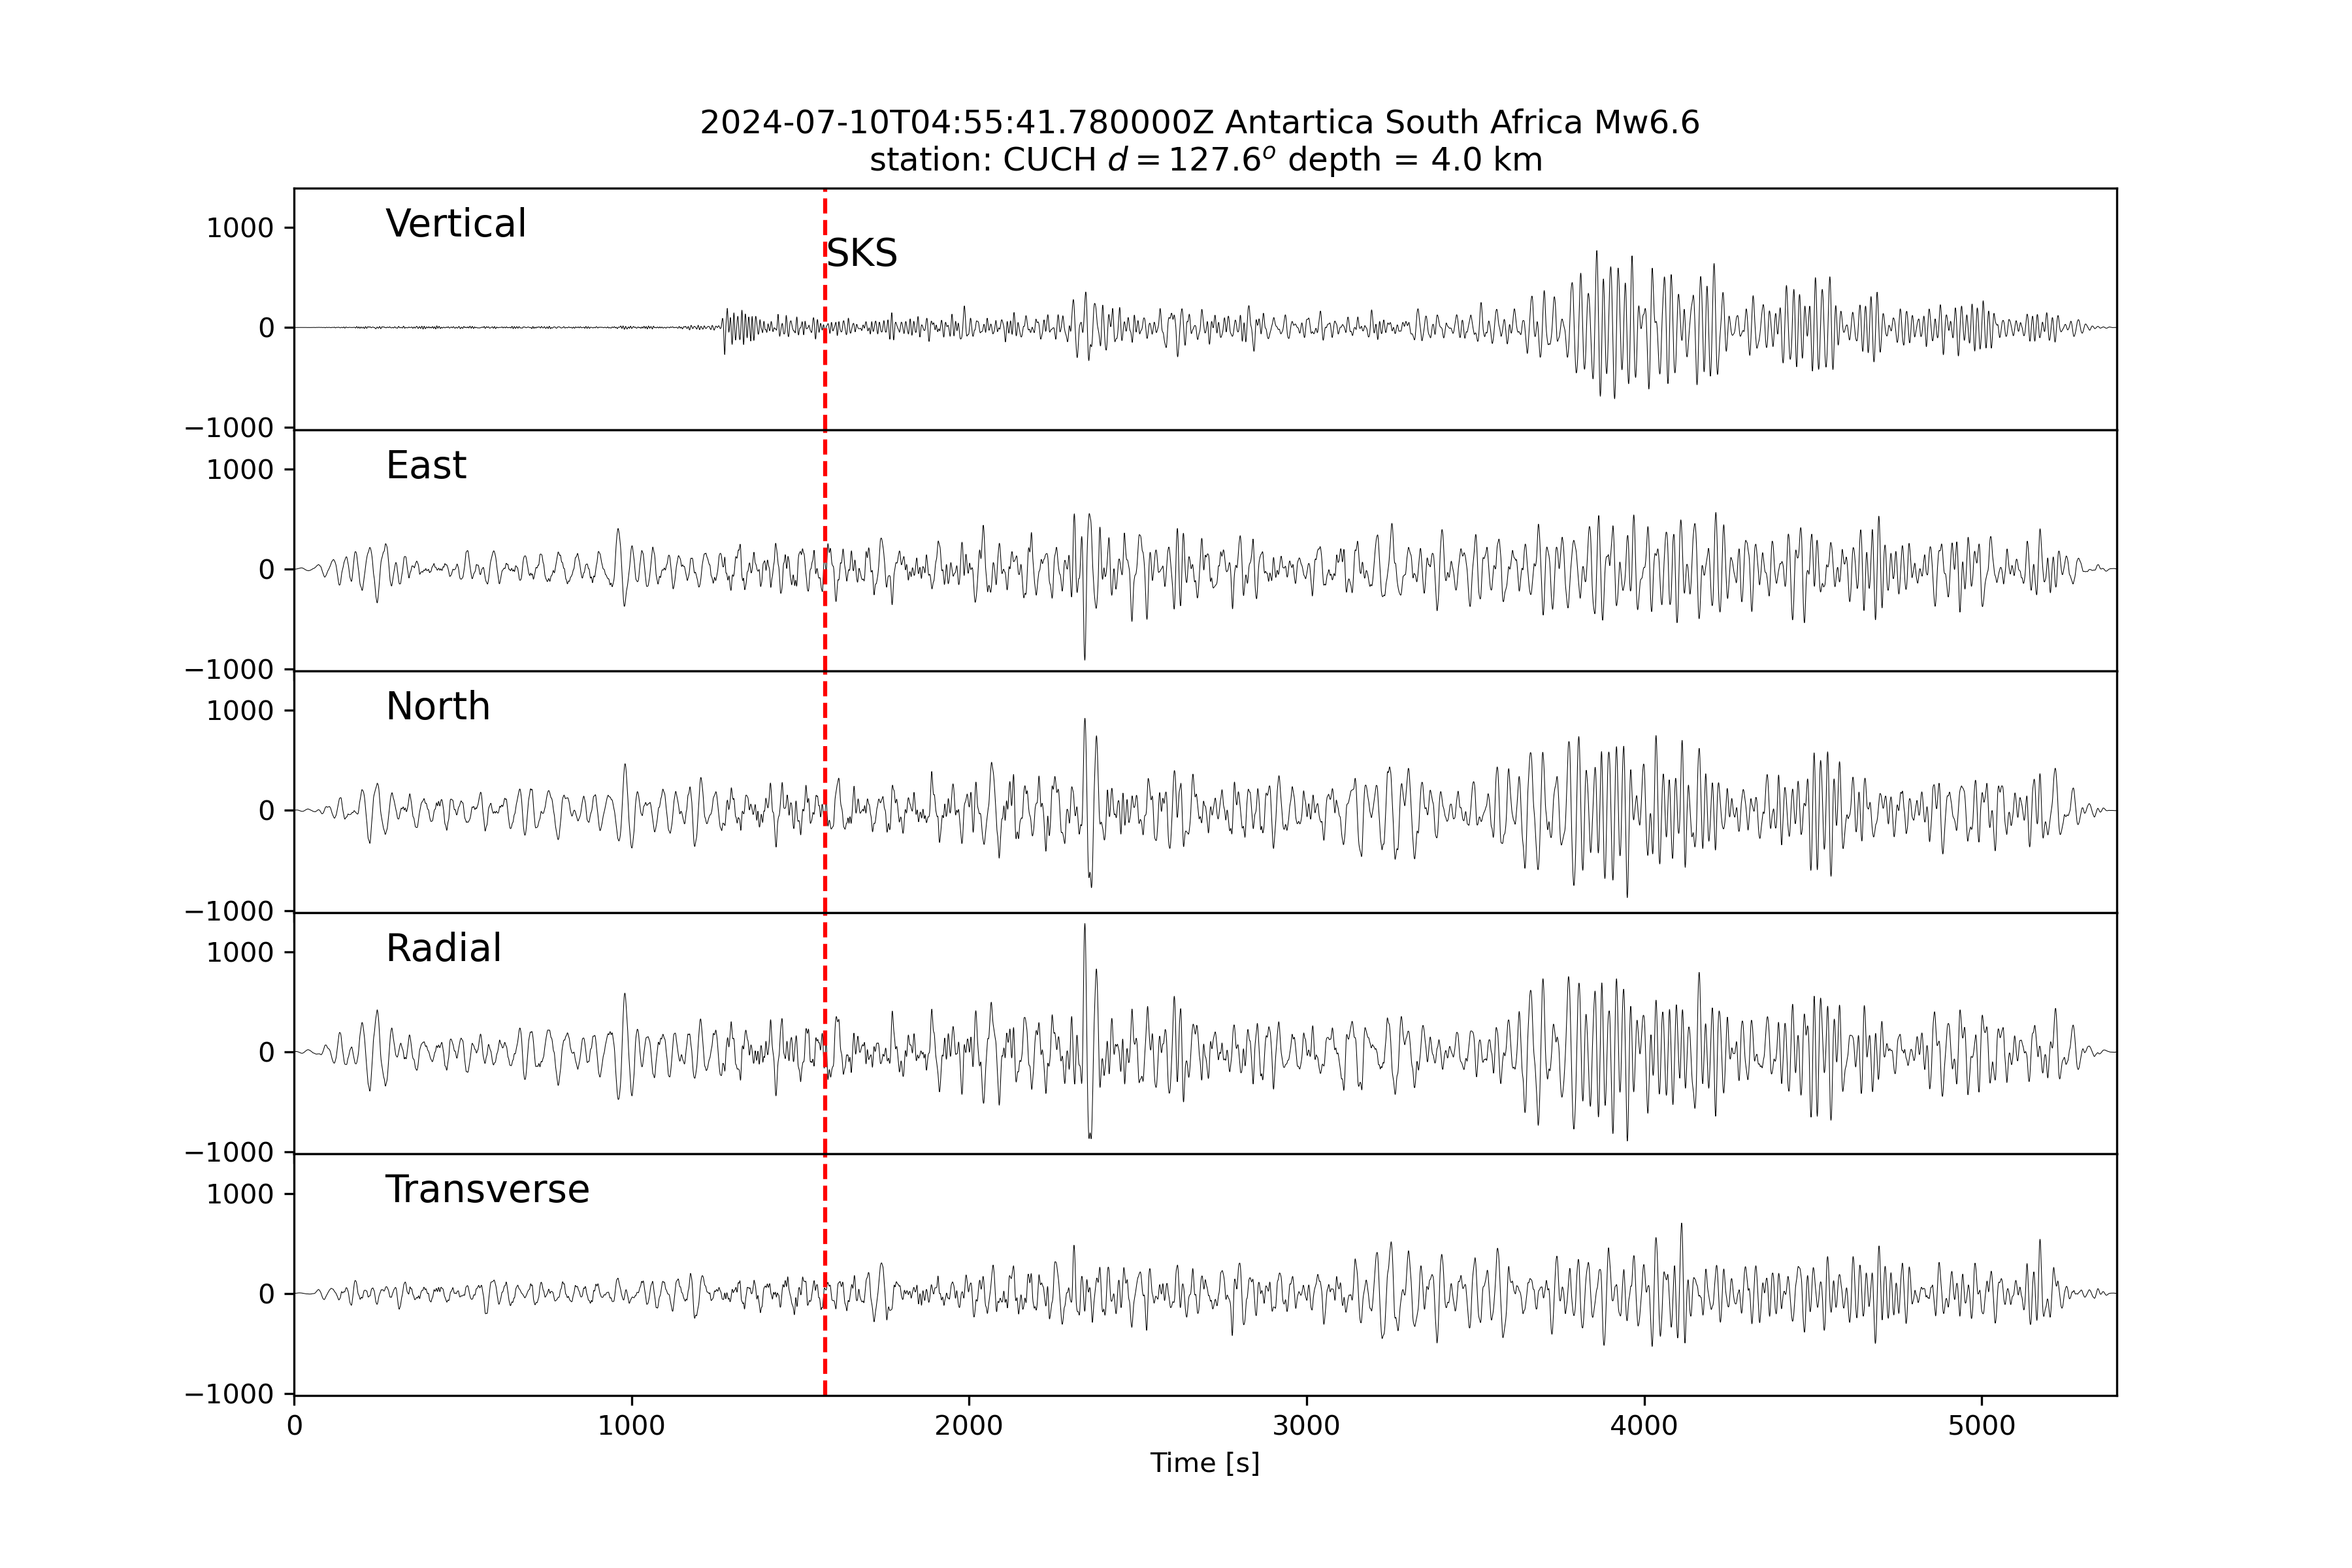 2024-07-10T04:55:41.780000Z Antartica South Africa Mw6.6
station: CUCH d = 127.6° depth = 4.0 km
1000
Vertical
SKS
0
−1000
1000
East
0
−1000
1000
North
0
−1000
1000
Radial
0
−1000
1000
Transverse
0
−1000
0 1000 2000 3000 4000 5000
Time [s]